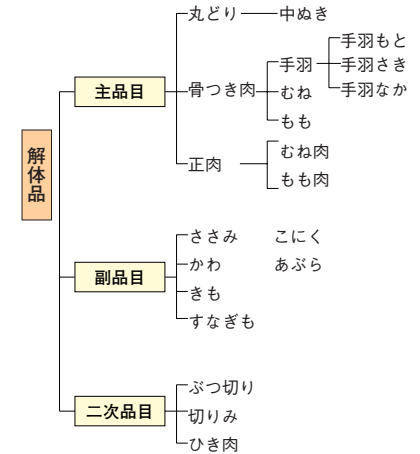 解体品
主品目
丸どり 中ぬき
骨つき肉 手羽 手羽もと
手羽さき
手羽なか
むね
もも
正肉 むね肉
もも肉
副品目
ささみ こにく
かわ あぶら
きも
すなぎも
二次品目
ぶつ切り
切りみ
ひき肉